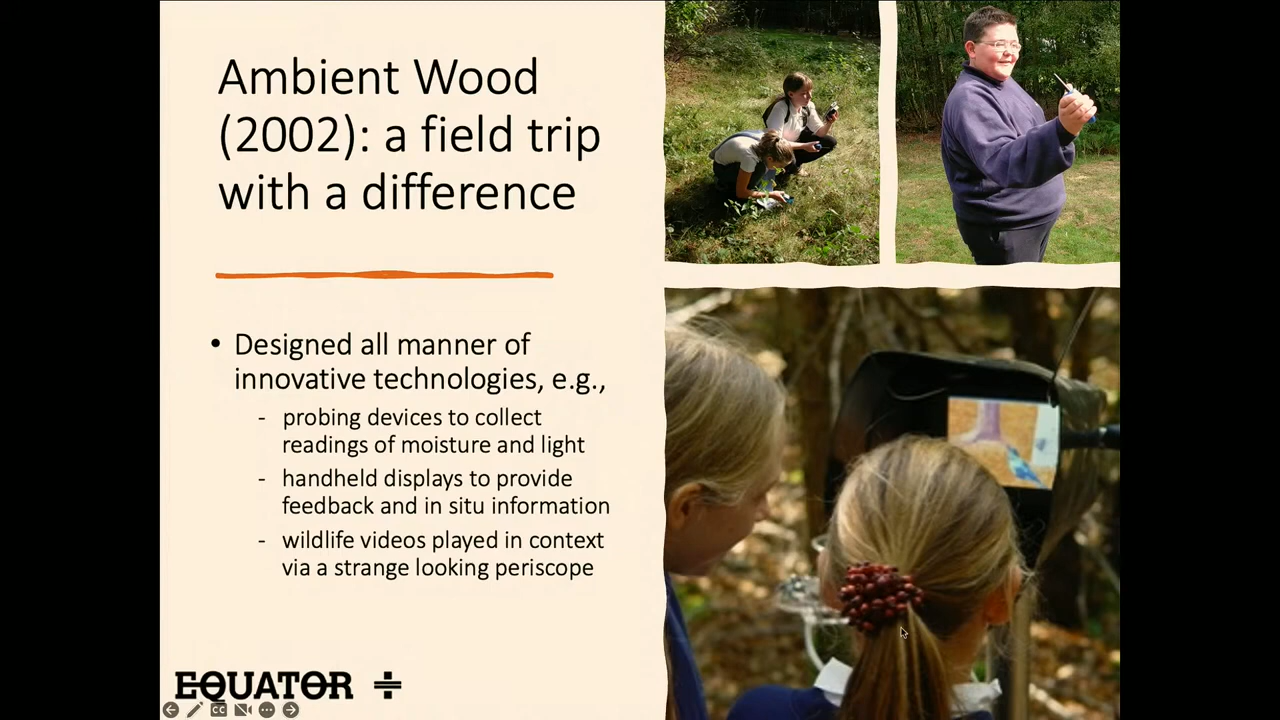 Ambient Wood
(2002): a field trip
with a difference
• Designed all manner of
innovative technologies, e.g.,
- probing devices to collect
readings of moisture and light
- handheld displays to provide
feedback and in situ information
- wildlife videos played in context
via a strange looking periscope
EQUATOR
CC